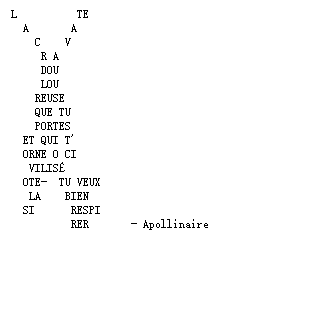 L TE
A A
C V
R A
DOU
LOU
REUSE
QUE TU
PORTES
ET QUI T'
ORNE O CI
VILISÉ
OTE- TU VEUX
LA BIEN
SI RESPI
RER - Apollinaire